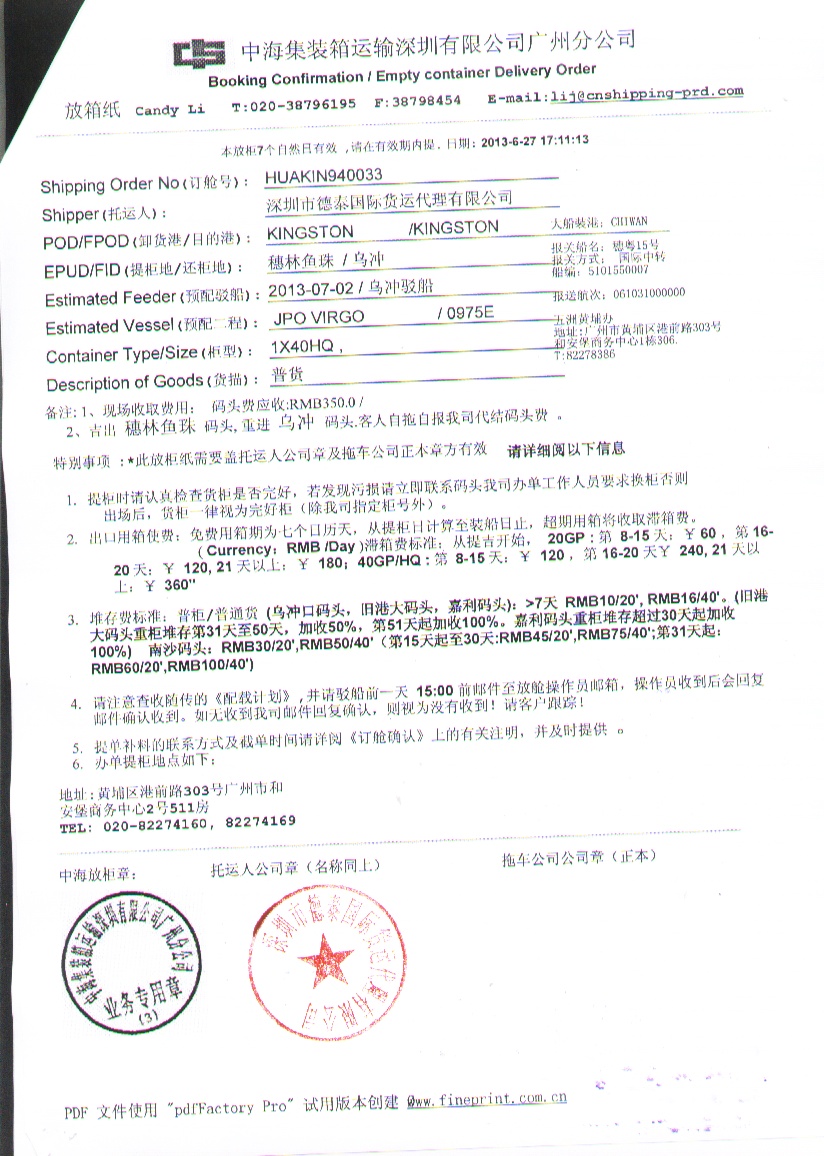 中海集装箱运输深圳有限公司广州分公司
Booking Confirmation / Empty container Delivery Order
放箱纸 Candy Li T:020-38796195 F:38798454 E-mail:lij@cnshipping-prd.com
本放柜7个自然日有效 ,请在有效期内提. 日期: 2013-6-27 17:11:13
Shipping Order No(订舱号): HUAKIN940033
Shipper(托运人): 深圳市德泰国际货运代理有限公司
POD/FPOD (卸货港/目的港): KINGSTON /KINGSTON 大船装港: CHIWAN
EPUD/FID (提柜地/还柜地): 穗林鱼珠 / 乌冲
报关船名: 穗粤15号
报关方式: 国际中转
船编: 5101550007
Estimated Feeder(预配驳船): 2013-07-02 / 乌冲驳船 报送航次: 061031000000
Estimated Vessel(预配二程): JPO VIRGO / 0975E
五洲黄埔办
地址:广州市黄埔区港前路303号
和安堡商务中心1栋306.
T:82278386
Container Type/Size(柜型): 1X40HQ ,
Description of Goods(货描): 普货
备注: 1、现场收取费用: 码头费应收:RMB350.0 /
2、吉出 穗林鱼珠 码头,重进 乌冲 码头.客人自拖自报我司代结码头费 。
特别事项 :*此放柜纸需要盖托运人公司章及拖车公司正本章方有效 请详细阅以下信息
1. 提柜时请认真检查货柜是否完好，若发现污损请立即联系码头我司办单工作人员要求换柜否则
出场后，货柜一律视为完好柜（除我司指定柜号外）。
2. 出口用箱使费: 免费用箱期为七个日历天，从提柜日计算至装船日止，超期用箱将收取滞箱费。
(Currency: RMB /Day )滞箱费标准: 从提吉开始, 20GP：第 8-15天: ￥60，第 16-
20 天: ￥ 120, 21 天以上: ￥ 180; 40GP/HQ：第 8-15天: ￥ 120，第 16-20 天￥ 240, 21 天以
上: ￥ 360"
3. 堆存费标准: 普柜/普通货 (乌冲口码头，旧港大码头，嘉利码头): >7天 RMB10/20', RMB16/40'。(旧港
大码头重柜堆存第31天至50天，加收50%，第51天起加收100%。嘉利码头重柜堆存超过30天起加收
100%) 南沙码头: RMB30/20',RMB50/40'（第15天起至30天:RMB45/20',RMB75/40';第31天起:
RMB60/20',RMB100/40')
4. 请注意查收随传的《配载计划》,并请驳船前一天 15:00 前邮件至放舱操作员邮箱，操作员收到后会回复
邮件确认收到。如无收到我司邮件回复确认，则视为没有收到！请客户跟踪！
5. 提单补料的联系方式及截单时间请详阅《订舱确认》上的有关注明，并及时提供 。
6. 办单提柜地点如下:
地址:黄埔区港前路303号广州市和
安堡商务中心2号511房
TEL: 020-82274160, 82274169
中海放柜章: 托运人公司章（名称同上） 拖车公司公司章（正本）
中海集装箱运输深圳有限公司广州分公司
业务专用章
(3)
深圳市德泰国际货运代理有限公司
PDF 文件使用 "pdfFactory Pro" 试用版本创建 www.fineprint.com.cn